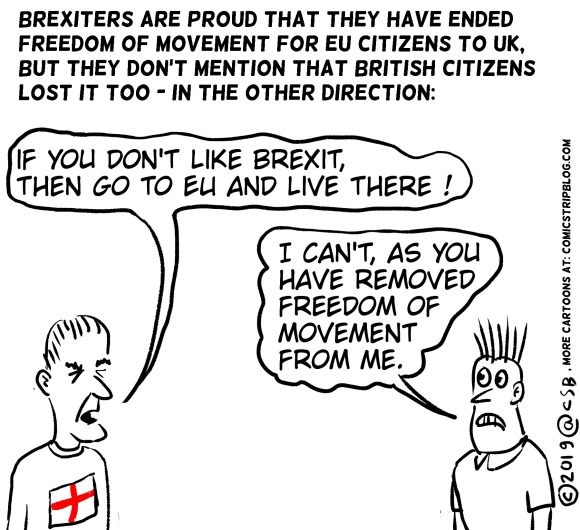 BREXITERS ARE PROUD THAT THEY HAVE ENDED
FREEDOM OF MOVEMENT FOR EU CITIZENS TO UK,
BUT THEY DON'T MENTION THAT BRITISH CITIZENS
LOST IT TOO - IN THE OTHER DIRECTION:
IF YOU DON'T LIKE BREXIT,
THEN GO TO EU AND LIVE THERE !
I CAN'T, AS YOU
HAVE REMOVED
FREEDOM OF
MOVEMENT
FROM ME.
©2019@CSB. MORE CARTOONS AT: COMICSTRIPBLOG.COM